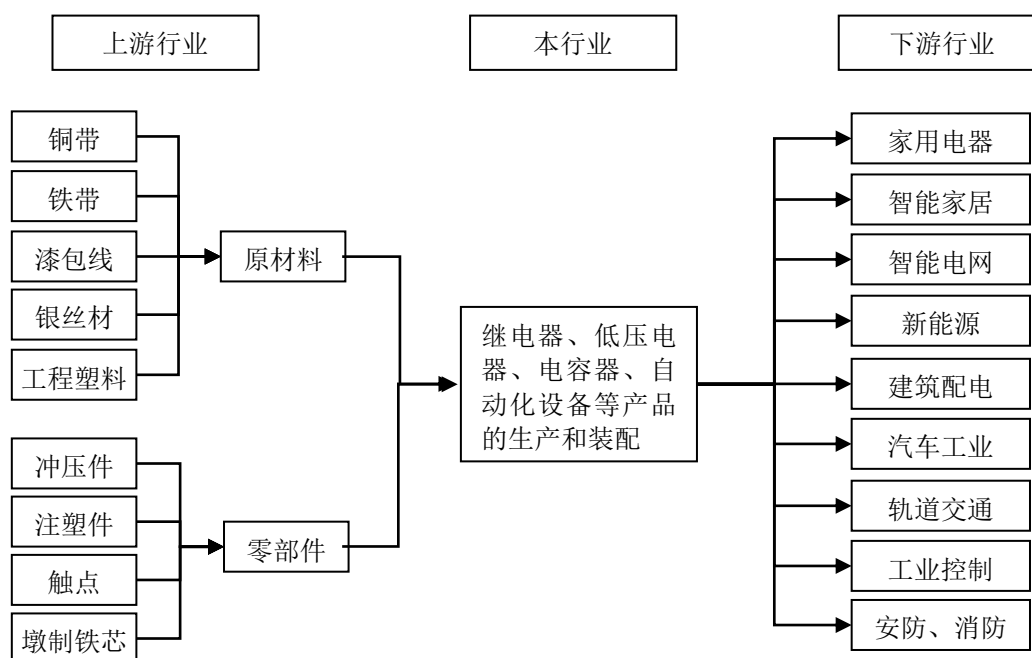 上游行业
本行业
下游行业
铜带
铁带
漆包线
银丝材
工程塑料
原材料
冲压件
注塑件
触点
墩制铁芯
零部件
继电器、低压电
器、电容器、自
动化设备等产品
的生产和装配
家用电器
智能家居
智能电网
新能源
建筑配电
汽车工业
轨道交通
工业控制
安防、消防